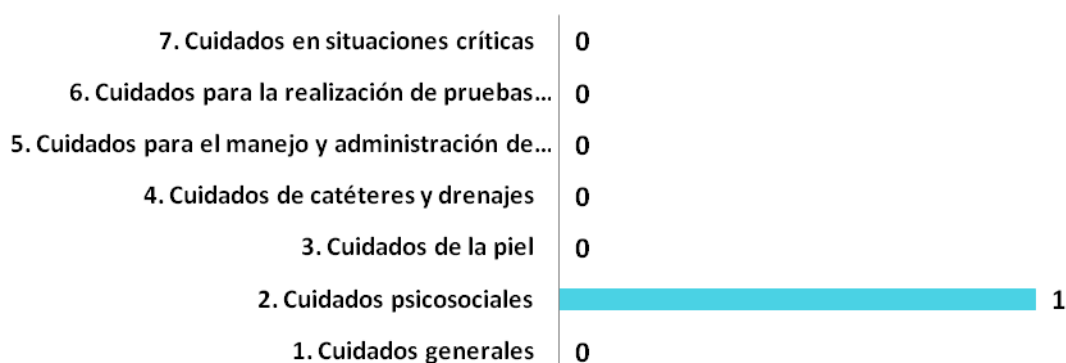 7. Cuidados en situaciones críticas 0
6. Cuidados para la realización de pruebas... 0
5. Cuidados para el manejo y administración de... 0
4. Cuidados de catéteres y drenajes 0
3. Cuidados de la piel 0
2. Cuidados psicosociales 1
1. Cuidados generales 0